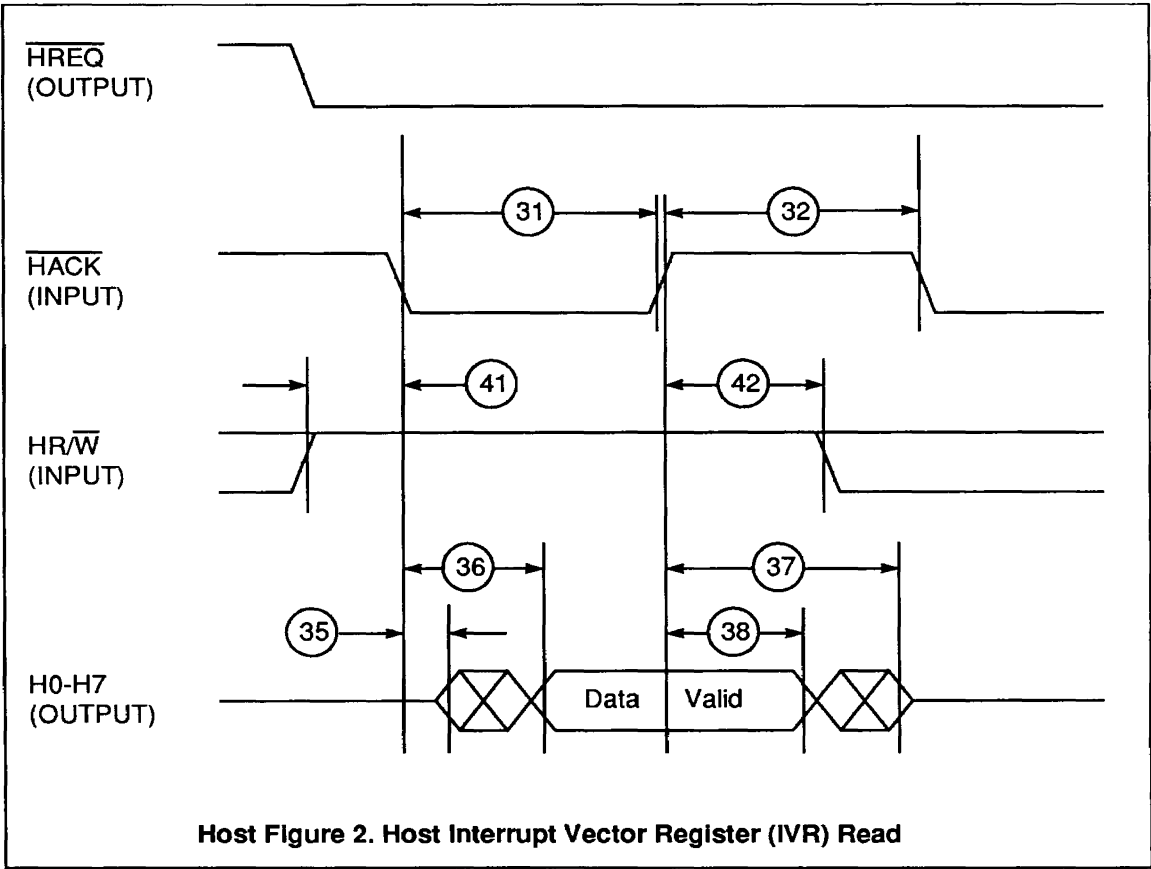 HREQ
(OUTPUT)
31
32
HACK
(INPUT)
41
42
HR/W
(INPUT)
36
37
35
38
H0-H7
(OUTPUT)
Data Valid
Host Figure 2. Host Interrupt Vector Register (IVR) Read